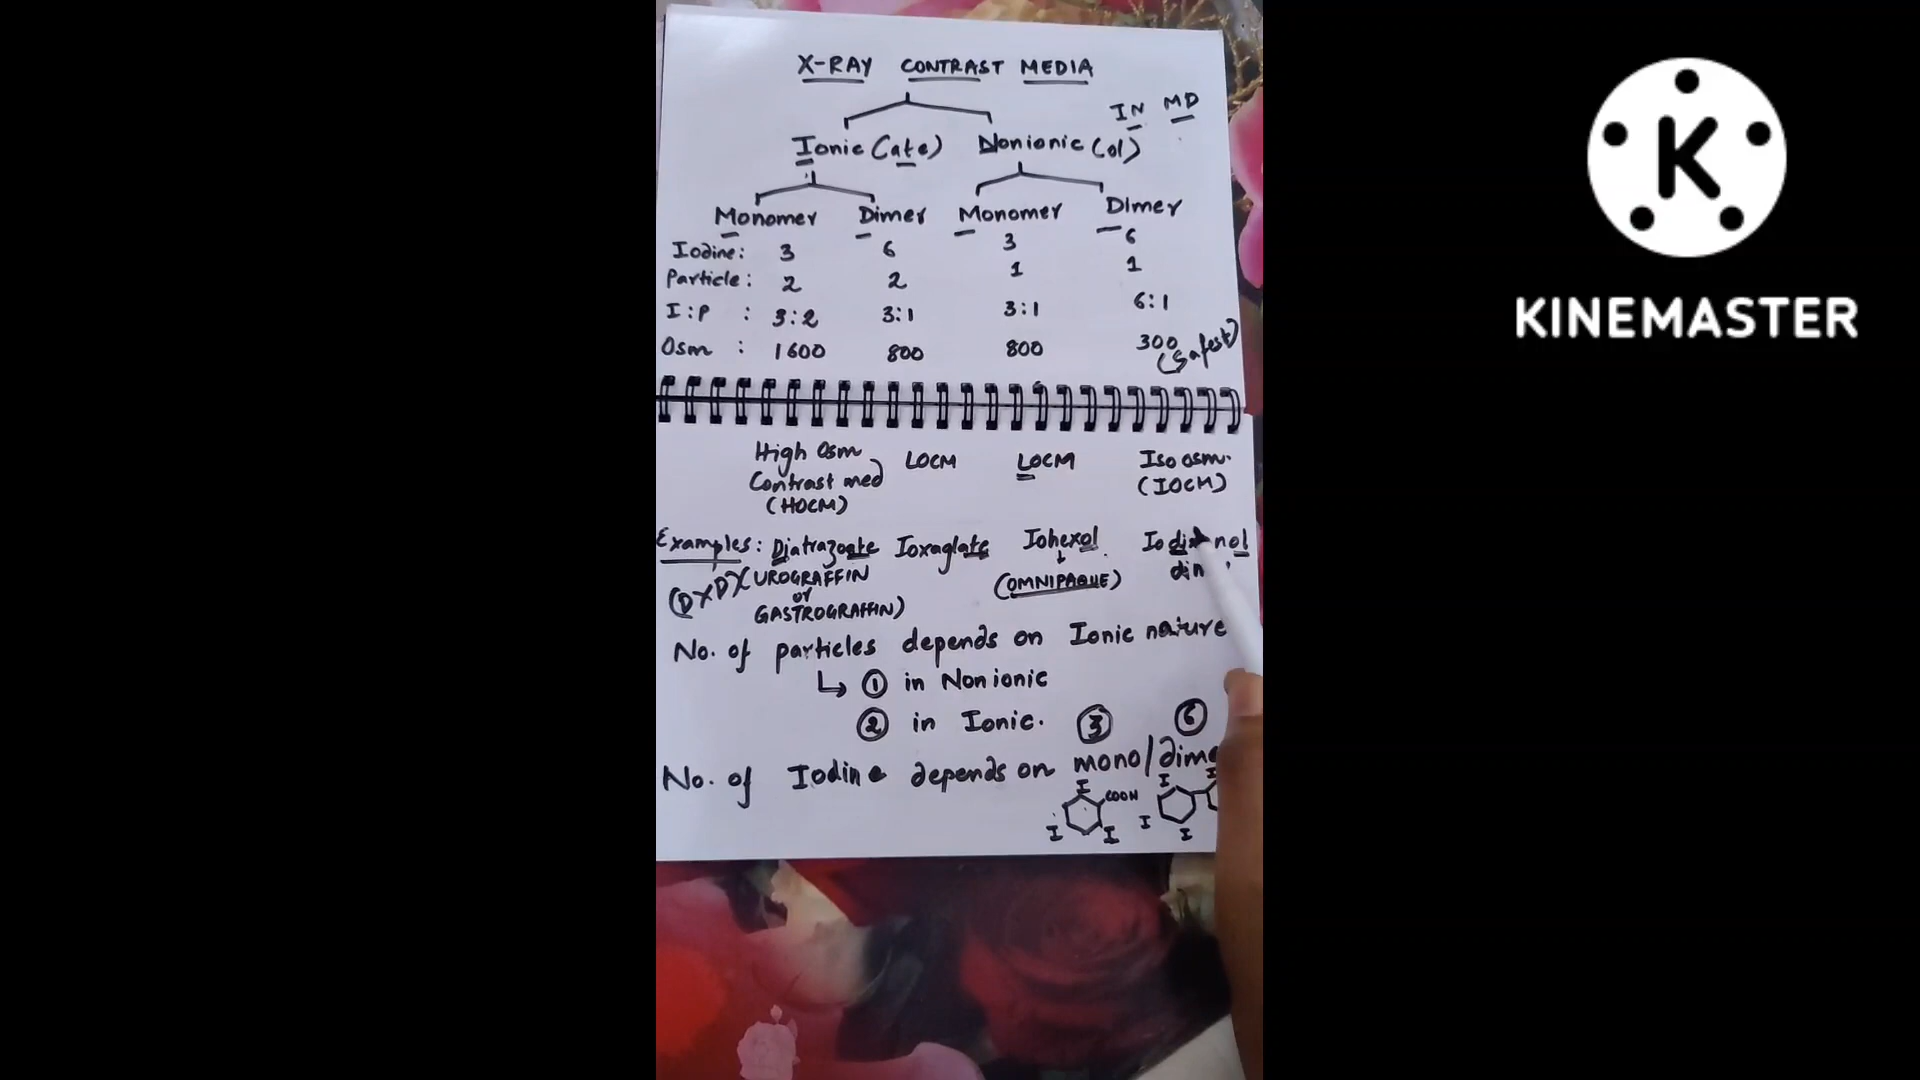 X-RAY CONTRAST MEDIA
IN MD
Ionic (ate) Nonionic (ol)
Monomer Dimer Monomer Dimer
Iodine: 3 6 3 6
Particle: 2 2 1 1
I:P : 3:2 3:1 3:1 6:1
Osm : 1600 800 800 300
(Safest)
High Osm LOCM LOCM Iso osm.
Contrast med (IOCM)
(HOCM)
Examples: Diatrazoate Ioxaglate Iohexol
(UROGRAFFIN (OMNIPAQUE)
or
GASTROGRAFFIN)
No. of particles depends on Ionic nature
↳ ① in Nonionic
② in Ionic. ③ ⑥
No. of Iodine depends on mono/dime
I COOH I I
I I I I
KINEMASTER